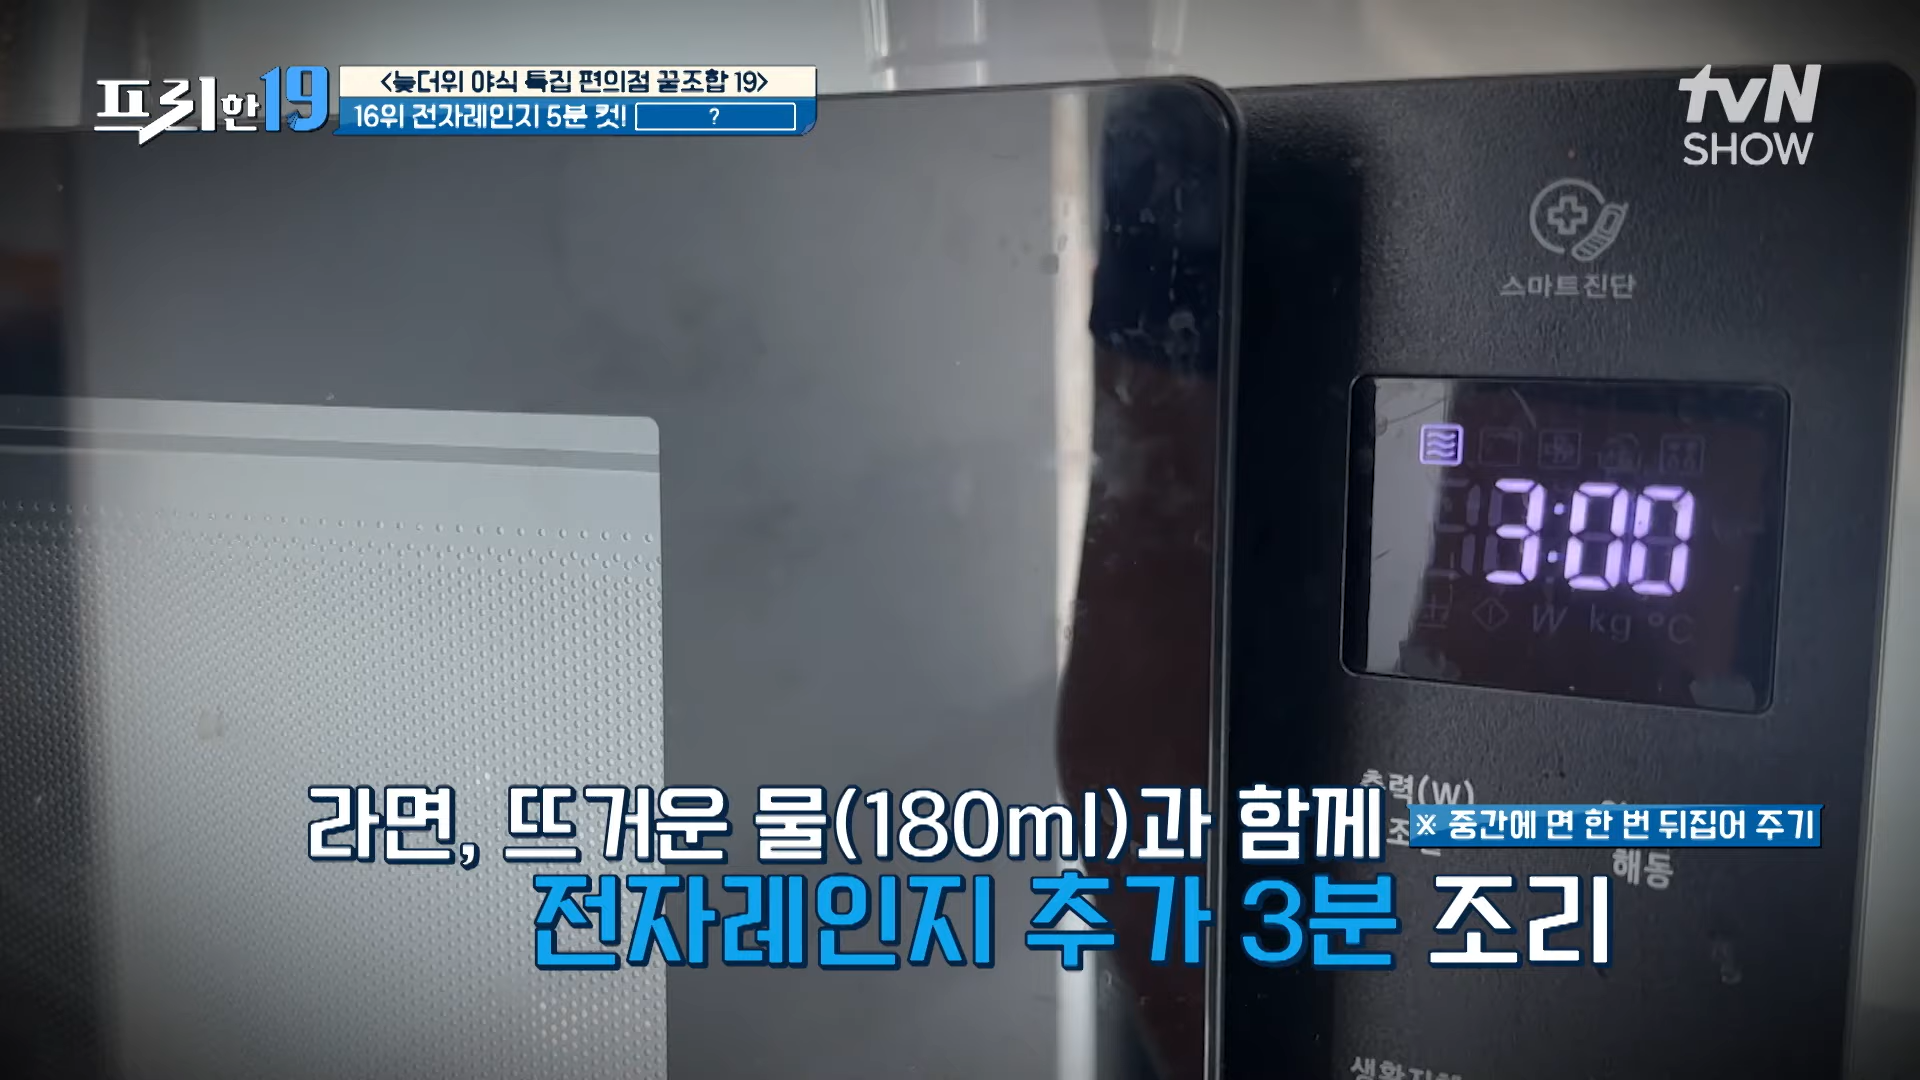 프리한19
<늦더위 야식 특집 편의점 꿀조합 19>
16위 전자레인지 5분 컷! ?
tvN
SHOW
스마트진단
3:00
W kg °C
출력(W)
해동
라면, 뜨거운 물(180ml)과 함께
※ 중간에 면 한 번 뒤집어 주기
전자레인지 추가 3분 조리